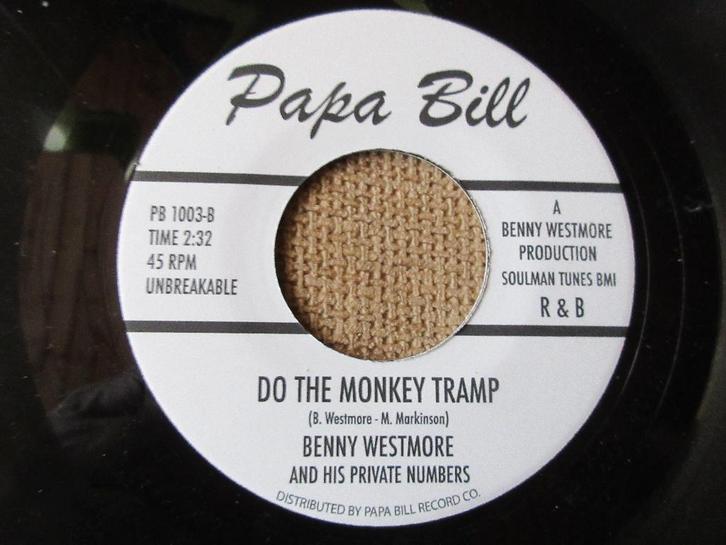 Papa Bill
PB 1003-B
TIME 2:32
45 RPM
UNBREAKABLE
A
BENNY WESTMORE
PRODUCTION
SOULMAN TUNES BMI
R & B
DO THE MONKEY TRAMP
(B. Westmore - M. Markinson)
BENNY WESTMORE
AND HIS PRIVATE NUMBERS
DISTRIBUTED BY PAPA BILL RECORD CO.